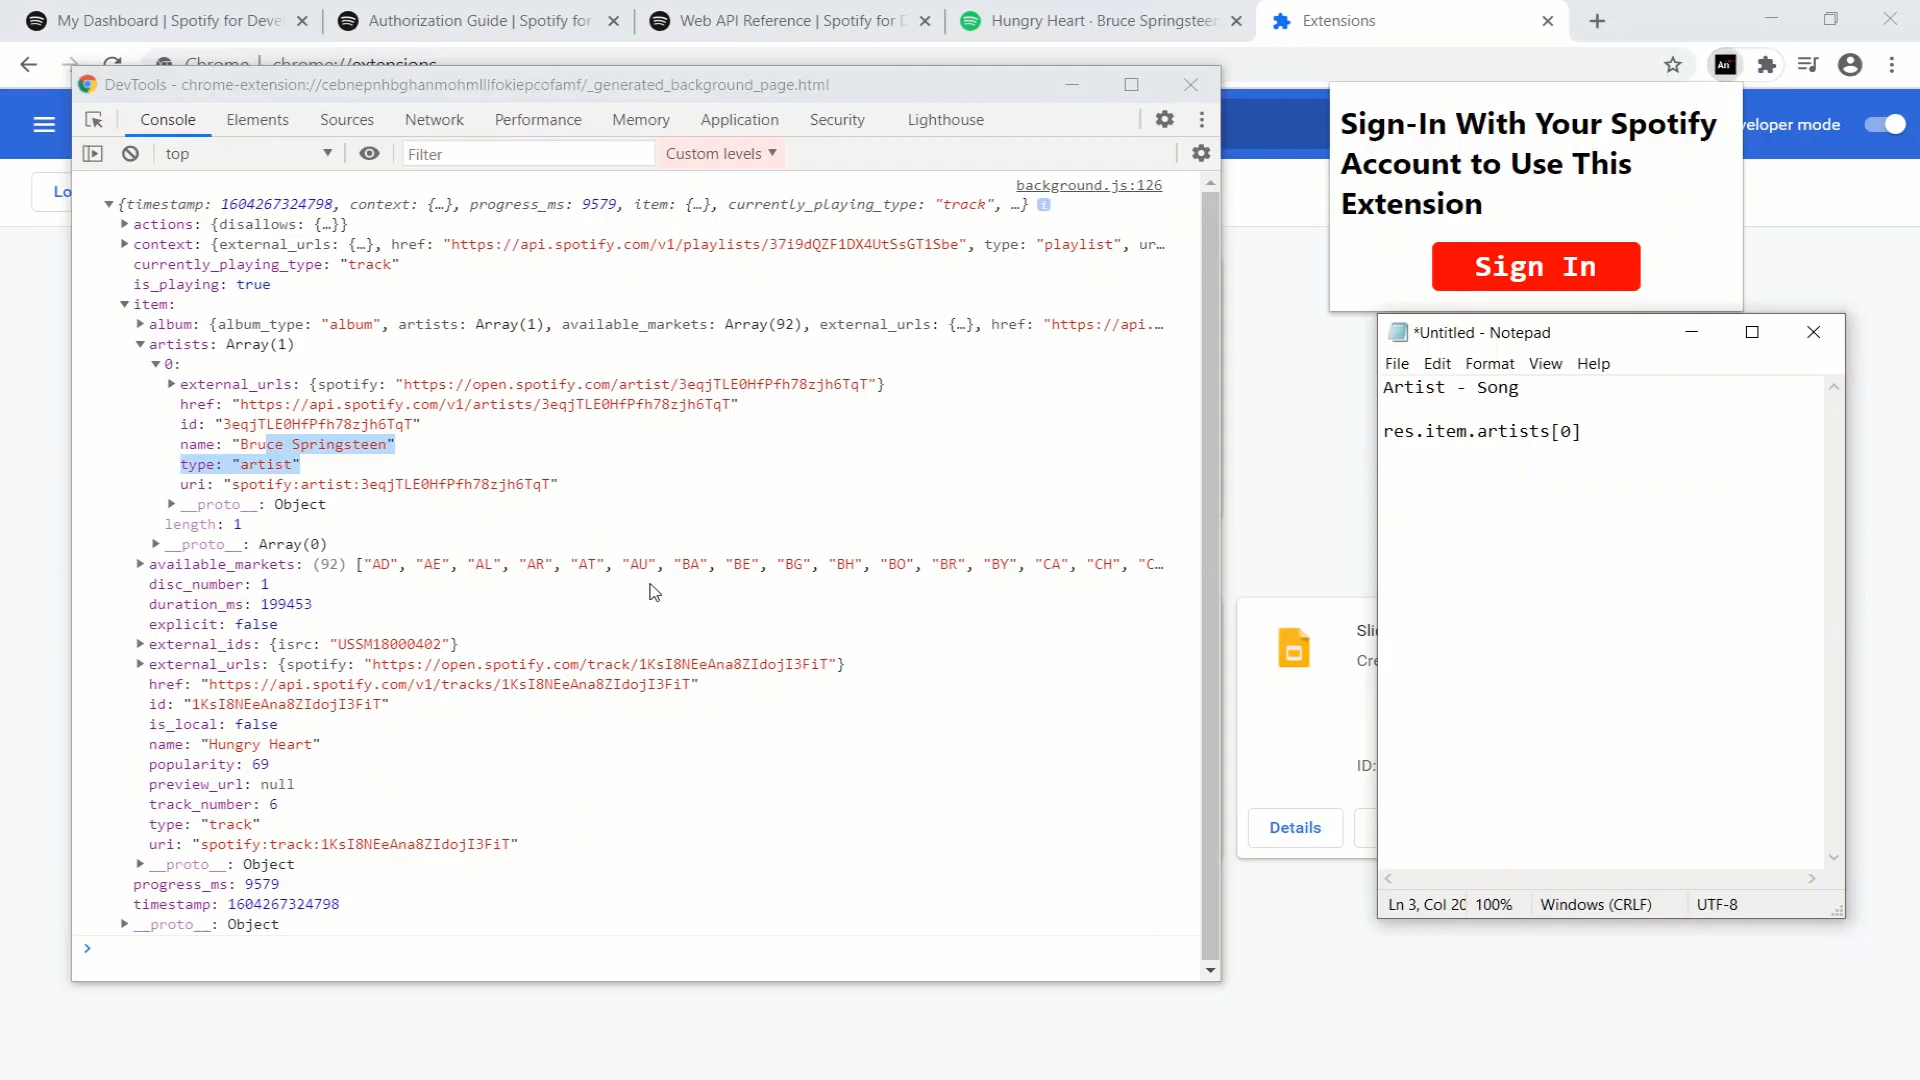 My Dashboard | Spotify for Devel
Authorization Guide | Spotify for
Web API Reference | Spotify for D
Hungry Heart · Bruce Springsteen
Extensions
Chrome | chrome://extensions
An
DevTools - chrome-extension://cebnepnhbghanmohmlllfokiepcofamf/_generated_background_page.html
Console Elements Sources Network Performance Memory Application Security Lighthouse
top
Filter
Custom levels
Lo
veloper mode
background.js:126
{timestamp: 1604267324798, context: {…}, progress_ms: 9579, item: {…}, currently_playing_type: "track", …}
actions: {disallows: {…}}
context: {external_urls: {…}, href: "https://api.spotify.com/v1/playlists/37i9dQZF1DX4UtSsGT1Sbe", type: "playlist", ur…
currently_playing_type: "track"
is_playing: true
item:
album: {album_type: "album", artists: Array(1), available_markets: Array(92), external_urls: {…}, href: "https://api.…
artists: Array(1)
0:
external_urls: {spotify: "https://open.spotify.com/artist/3eqjTLE0HfPfh78zjh6TqT"}
href: "https://api.spotify.com/v1/artists/3eqjTLE0HfPfh78zjh6TqT"
id: "3eqjTLE0HfPfh78zjh6TqT"
name: "Bruce Springsteen"
type: "artist"
uri: "spotify:artist:3eqjTLE0HfPfh78zjh6TqT"
__proto__: Object
length: 1
__proto__: Array(0)
available_markets: (92) ["AD", "AE", "AL", "AR", "AT", "AU", "BA", "BE", "BG", "BH", "BO", "BR", "BY", "CA", "CH", "C…
disc_number: 1
duration_ms: 199453
explicit: false
external_ids: {isrc: "USSM18000402"}
external_urls: {spotify: "https://open.spotify.com/track/1KsI8NEeAna8ZIdojI3FiT"}
href: "https://api.spotify.com/v1/tracks/1KsI8NEeAna8ZIdojI3FiT"
id: "1KsI8NEeAna8ZIdojI3FiT"
is_local: false
name: "Hungry Heart"
popularity: 69
preview_url: null
track_number: 6
type: "track"
uri: "spotify:track:1KsI8NEeAna8ZIdojI3FiT"
__proto__: Object
progress_ms: 9579
timestamp: 1604267324798
__proto__: Object
Sign-In With Your Spotify
Account to Use This
Extension
Sign In
*Untitled - Notepad
File Edit Format View Help
Artist - Song
res.item.artists[0]
Ln 3, Col 20 100% Windows (CRLF) UTF-8
Slid
Cre
ID:
Details